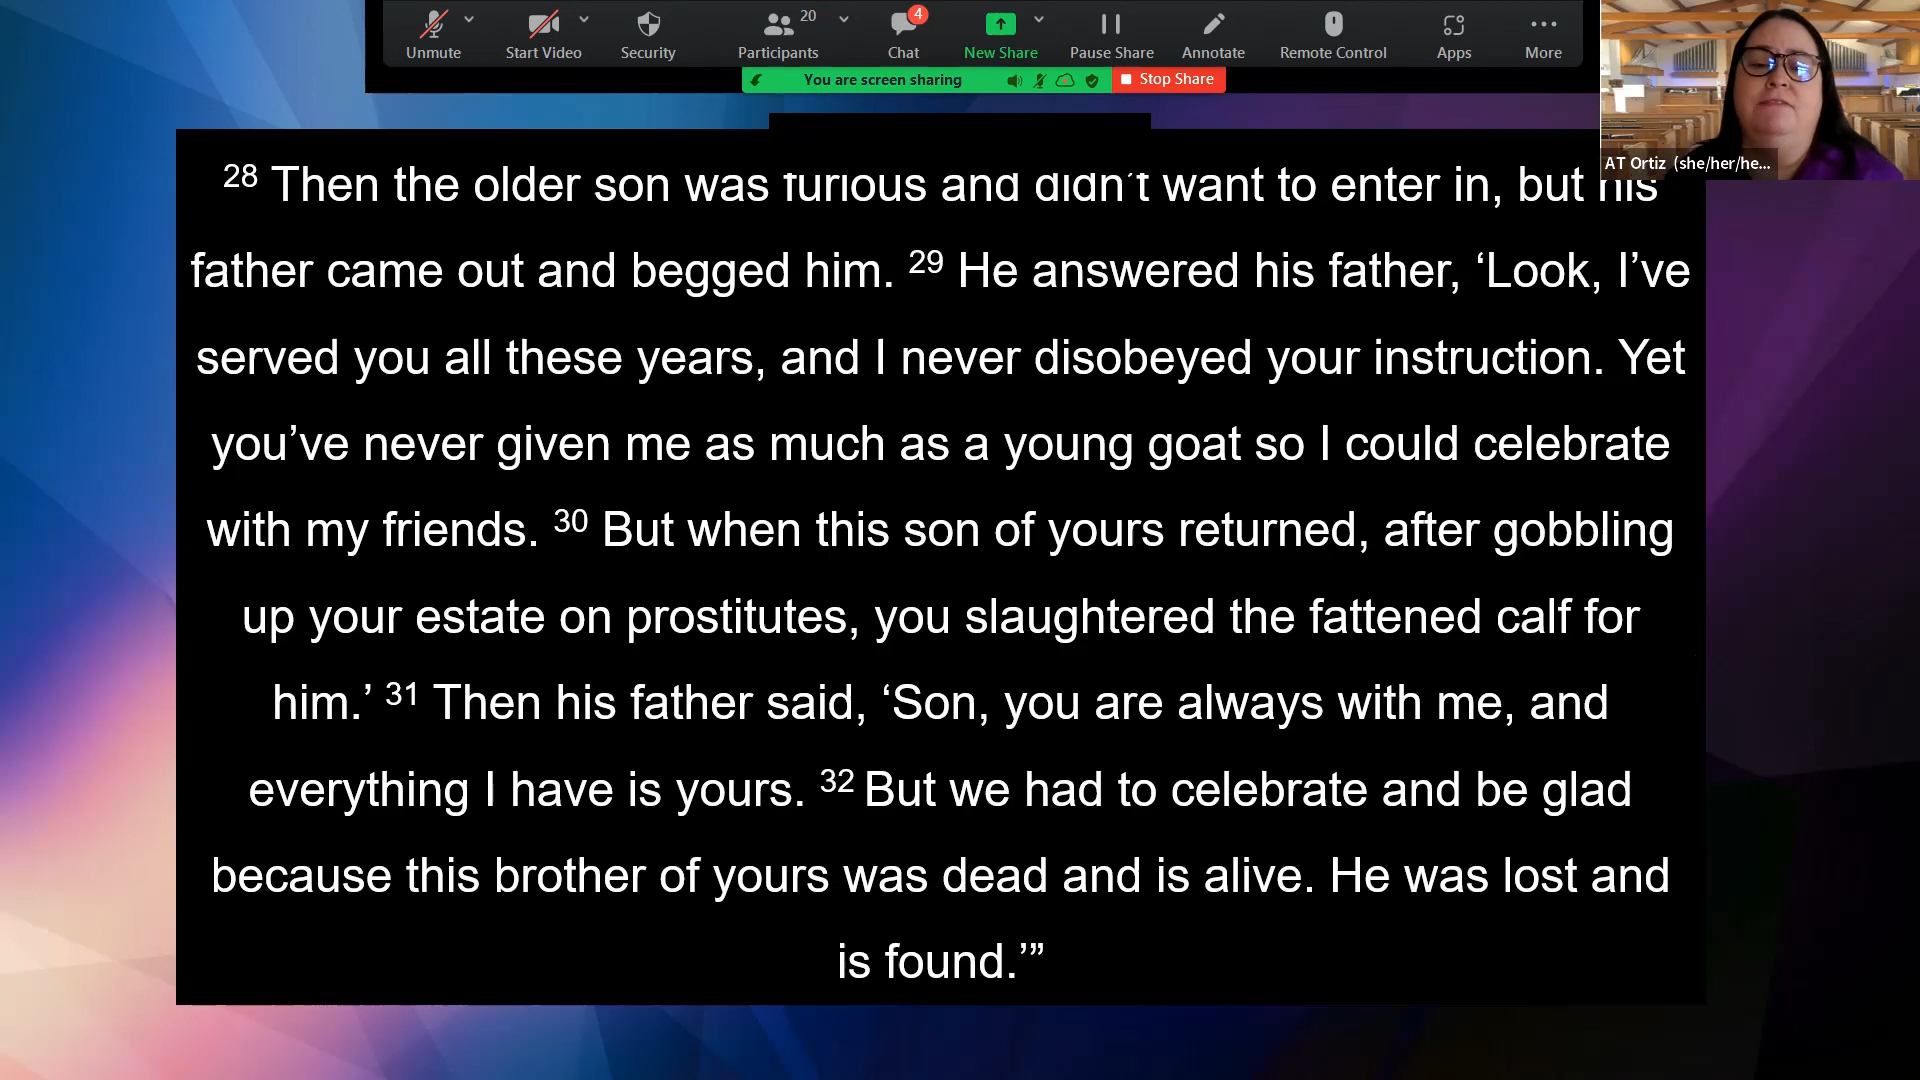 20
4
Unmute
Start Video
Security
Participants
Chat
New Share
Pause Share
Annotate
Remote Control
Apps
More
You are screen sharing
Stop Share
AT Ortiz (she/her/he...
28 Then the older son was furious and didn’t want to enter in, but his
father came out and begged him. 29 He answered his father, ‘Look, I’ve
served you all these years, and I never disobeyed your instruction. Yet
you’ve never given me as much as a young goat so I could celebrate
with my friends. 30 But when this son of yours returned, after gobbling
up your estate on prostitutes, you slaughtered the fattened calf for
him.’ 31 Then his father said, ‘Son, you are always with me, and
everything I have is yours. 32 But we had to celebrate and be glad
because this brother of yours was dead and is alive. He was lost and
is found.’”